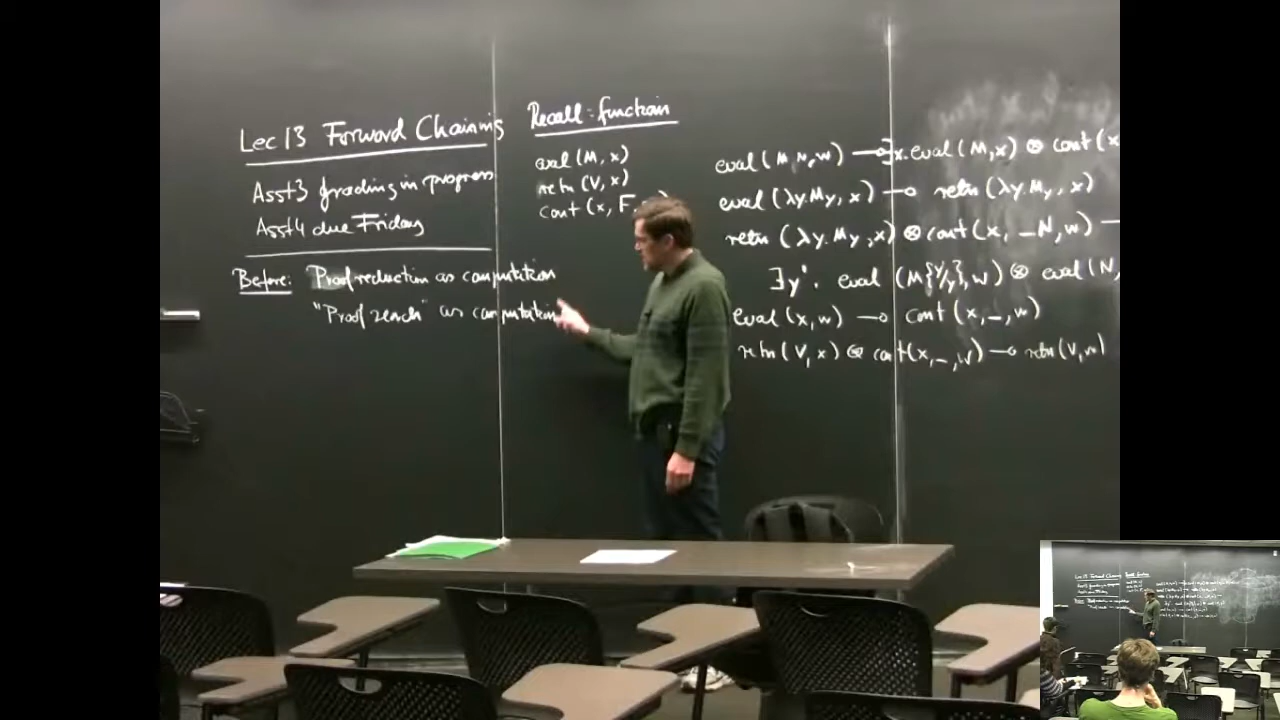 Lec 13 Forward Chaining
Asst3 grading in progress
Asst4 due Friday
Before: Proof reduction as computation
"Proof search" as computation
Recall: functions
eval (M, x)
retn (V, x)
cont (x, F,
eval (M N, w) ⊸ ∃x. eval (M, x) ⊗ cont (x
eval (λy. My, x) ⊸ retn (λy. My, x)
retn (λy. My, x) ⊗ cont (x, _N, w) ⊸
∃y'. eval (M{y'/y}, w) ⊗ eval (N,
eval (x, w) ⊸ cont (x, _, w)
retn (V, x) ⊗ cont (x, _, w) ⊸ retn (V, w)